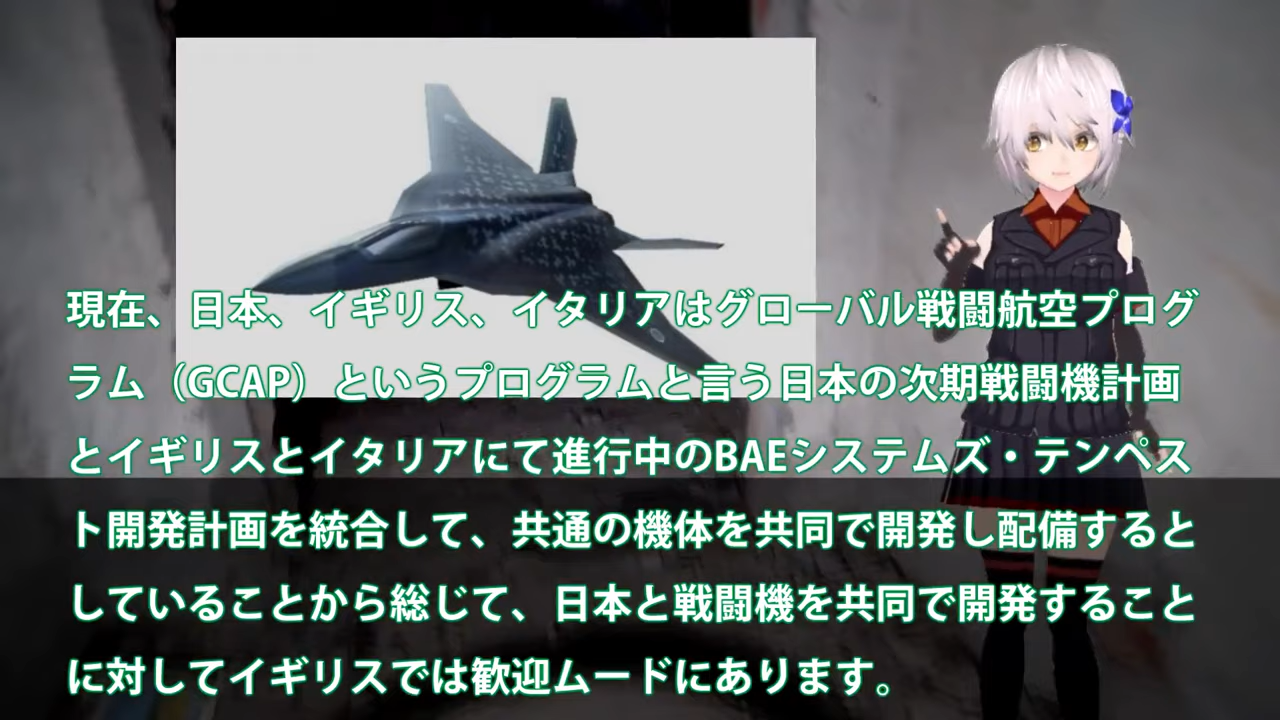 現在、日本、イギリス、イタリアはグローバル戦闘航空プログ
ラム（GCAP）というプログラムと言う日本の次期戦闘機計画
とイギリスとイタリアにて進行中のBAEシステムズ・テンペス
ト開発計画を統合して、共通の機体を共同で開発し配備すると
していることから総じて、日本と戦闘機を共同で開発すること
に対してイギリスでは歓迎ムードにあります。